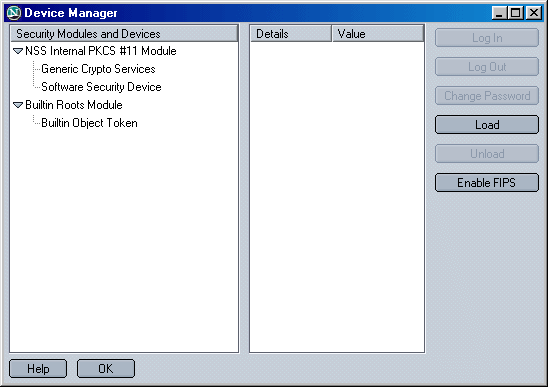 Device Manager
Security Modules and Devices
NSS Internal PKCS #11 Module
Generic Crypto Services
Software Security Device
Builtin Roots Module
Builtin Object Token
Details Value
Log In
Log Out
Change Password
Load
Unload
Enable FIPS
Help OK